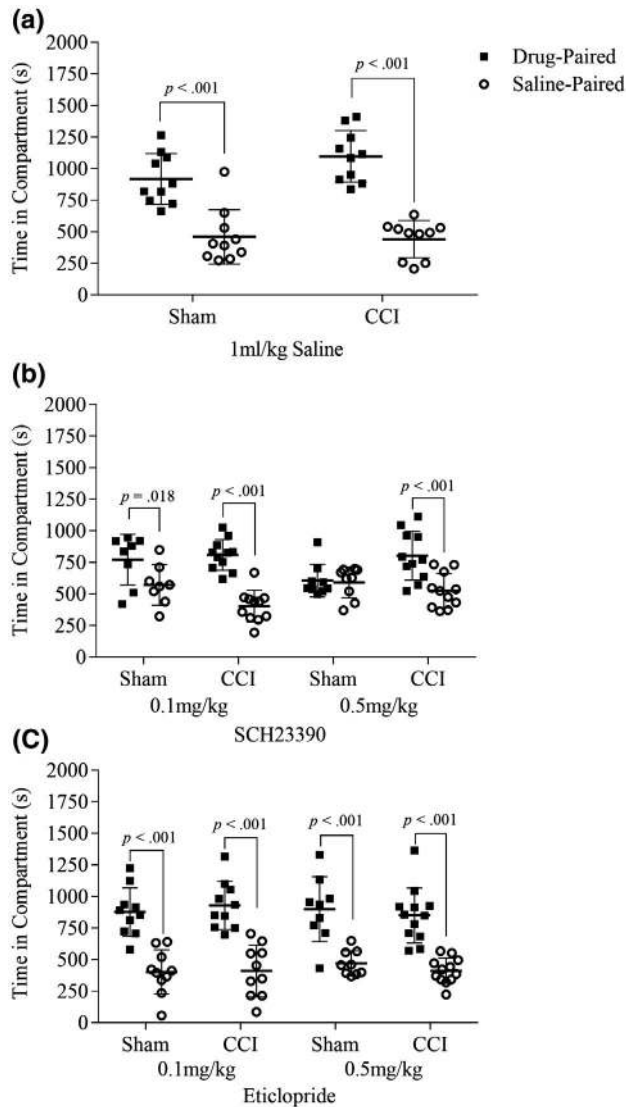 (a)
2000
1750
1500
1250
1000
750
500
250
0
Time in Compartment (s)
p < .001
p < .001
Drug-Paired
Saline-Paired
Sham CCI
1ml/kg Saline
(b)
2000
1750
1500
1250
1000
750
500
250
0
Time in Compartment (s)
p = .018
p < .001
p < .001
Sham CCI Sham CCI
0.1mg/kg 0.5mg/kg
SCH23390
(C)
2000
1750
1500
1250
1000
750
500
250
0
Time in Compartment (s)
p < .001
p < .001
p < .001
p < .001
Sham CCI Sham CCI
0.1mg/kg 0.5mg/kg
Eticlopride